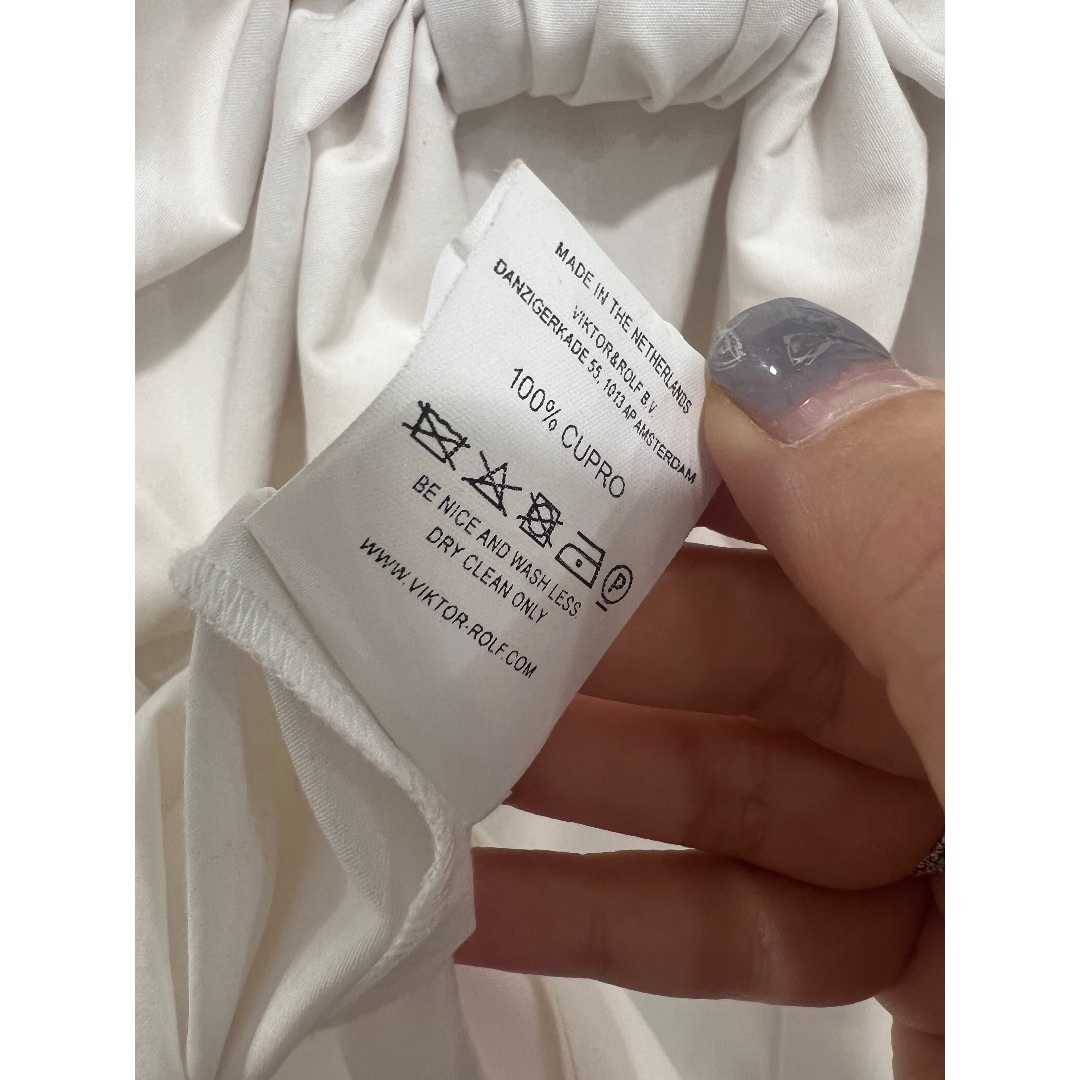 MADE IN THE NETHERLANDS
VIKTOR&ROLF B.V
DANZIGERKADE 55, 1013 AP AMSTERDAM
100% CUPRO
P
BE NICE AND WASH LESS.
DRY CLEAN ONLY
WWW.VIKTOR-ROLF.COM